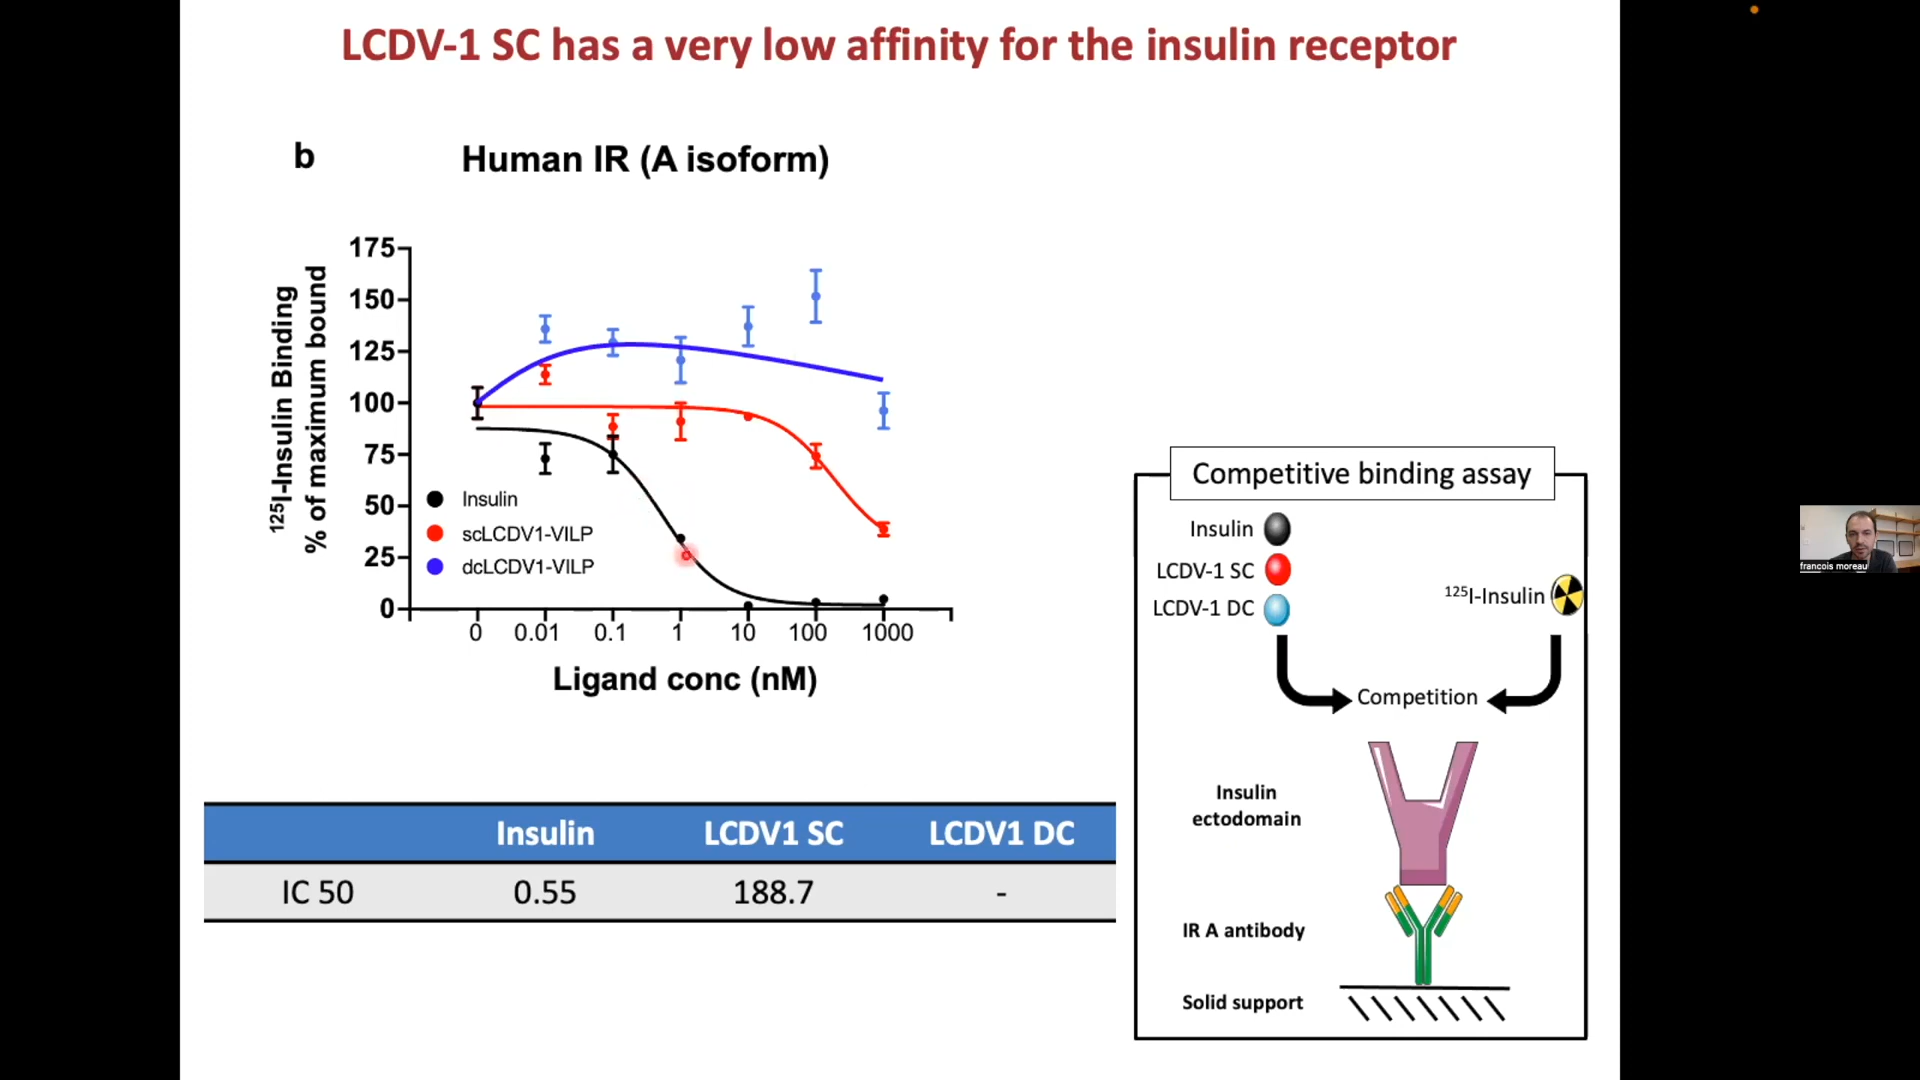 LCDV-1 SC has a very low affinity for the insulin receptor
b
Human IR (A isoform)
125I-Insulin Binding
% of maximum bound
175
150
125
100
75
50
25
0
Insulin
scLCDV1-VILP
dcLCDV1-VILP
0 0.01 0.1 1 10 100 1000
Ligand conc (nM)
Insulin LCDV1 SC LCDV1 DC
IC 50 0.55 188.7 -
Competitive binding assay
Insulin
LCDV-1 SC
LCDV-1 DC
125I-Insulin
Competition
Insulin
ectodomain
IR A antibody
Solid support
francois moreau